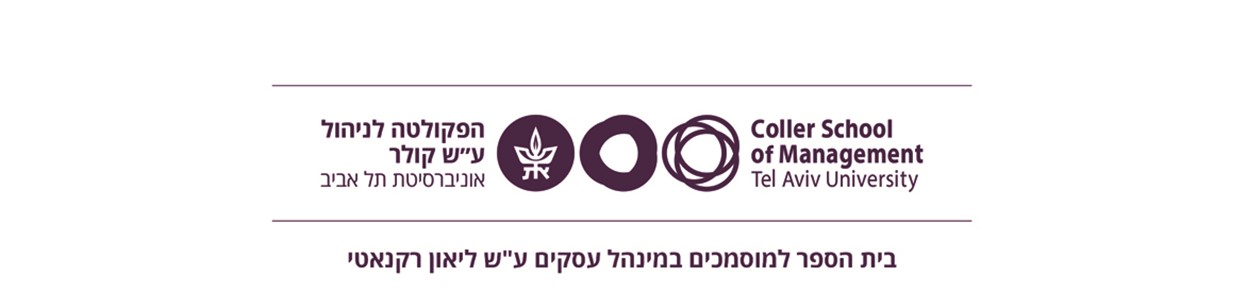 הפקולטה לניהול
ע״ש קולר
אוניברסיטת תל אביב
את
Coller School
of Management
Tel Aviv University
בית הספר למוסמכים במינהל עסקים ע"ש ליאון רקנאטי